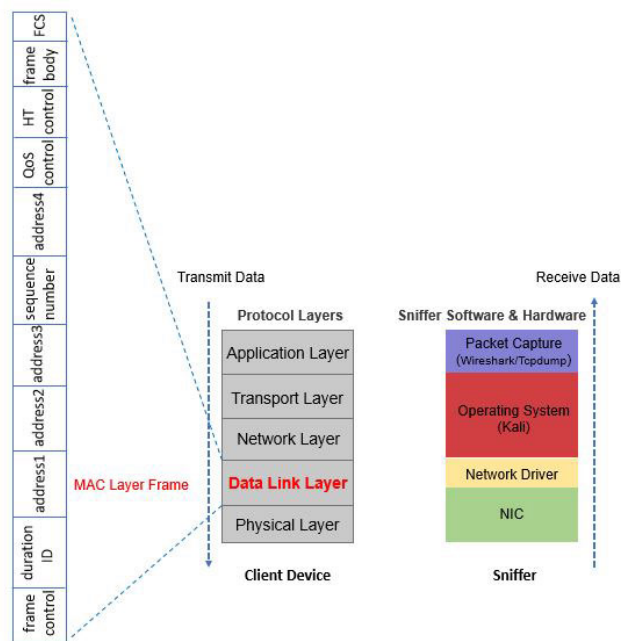 FCS
frame
body
HT
control
QoS
control
address4
sequence
number
address3
address2
address1
duration
ID
frame
control
MAC Layer Frame
Transmit Data
Protocol Layers
Application Layer
Transport Layer
Network Layer
Data Link Layer
Physical Layer
Client Device
Receive Data
Sniffer Software & Hardware
Packet Capture
(Wireshark/Tcpdump)
Operating System
(Kali)
Network Driver
NIC
Sniffer